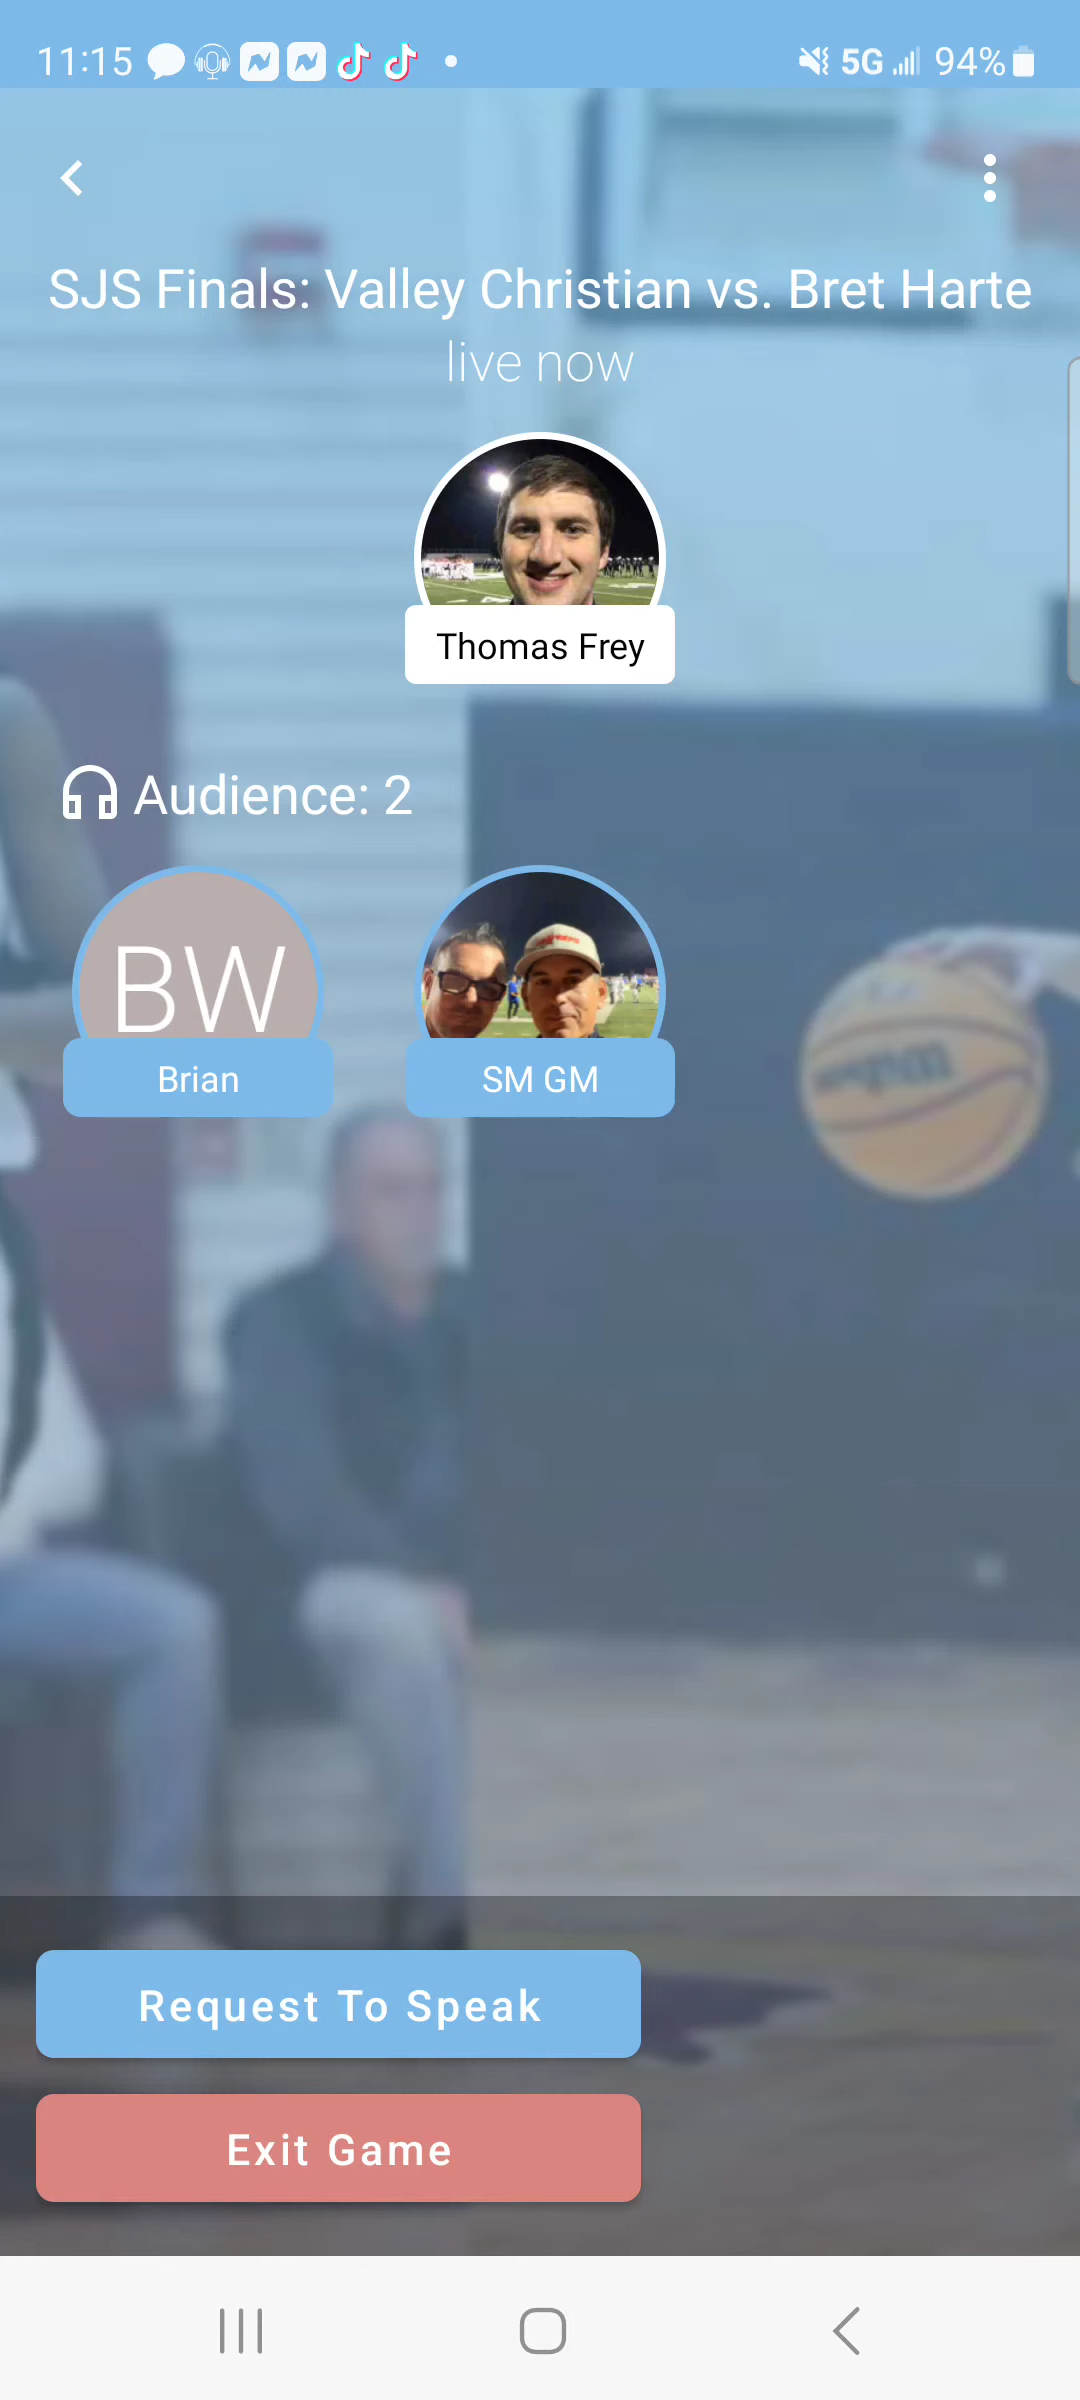 11:15 5G 94%
SJS Finals: Valley Christian vs. Bret Harte
live now
Thomas Frey
Audience: 2
BW
Brian
SM GM
Request To Speak
Exit Game